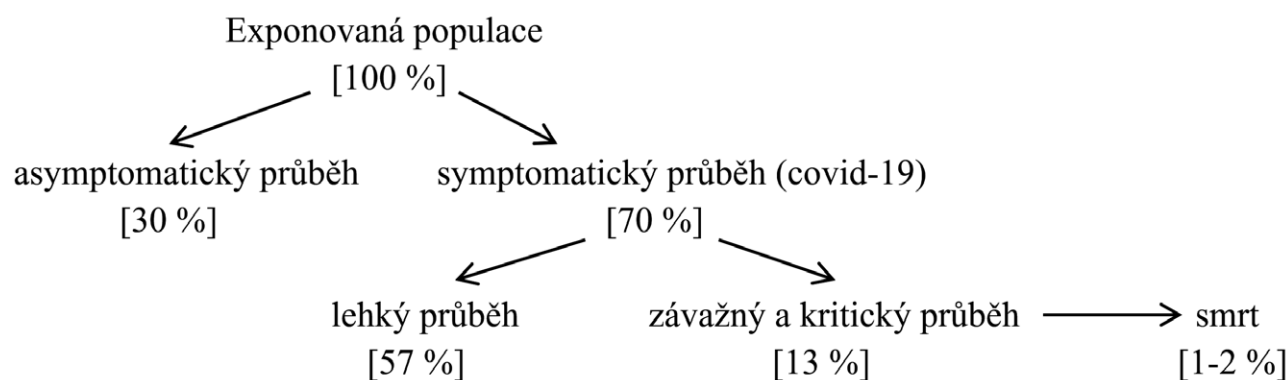 Exponovaná populace
[100 %]
asymptomatický průběh
[30 %]
symptomatický průběh (covid-19)
[70 %]
lehký průběh
[57 %]
závažný a kritický průběh
[13 %]
smrt
[1-2 %]